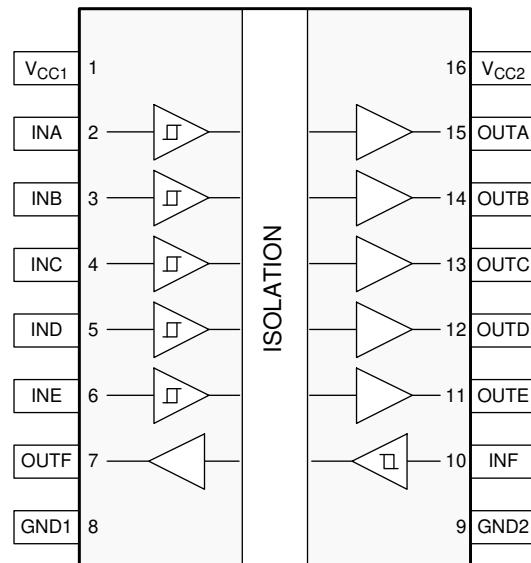 VCC1 1 16 VCC2
INA 2 15 OUTA
INB 3 14 OUTB
INC 4 13 OUTC
IND 5 12 OUTD
INE 6 11 OUTE
OUTF 7 10 INF
GND1 8 9 GND2
ISOLATION